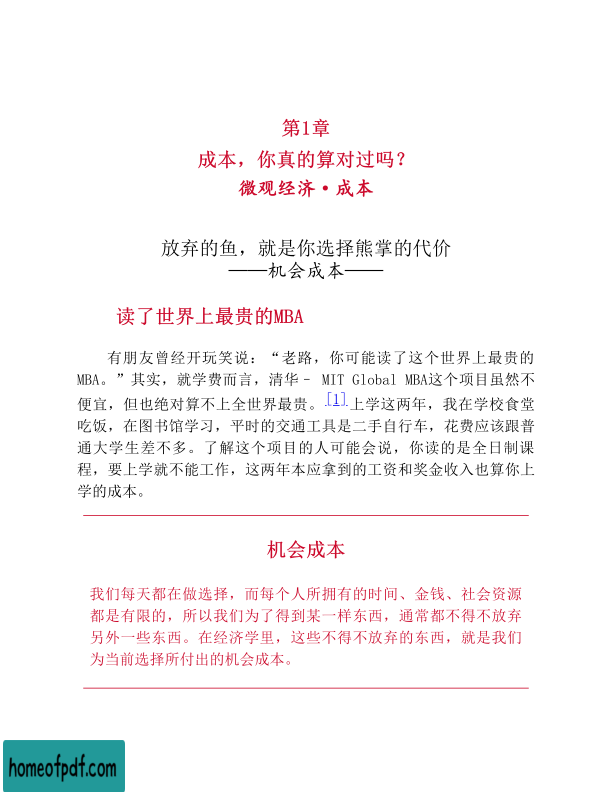 第1章
成本，你真的算对过吗？
微观经济·成本
放弃的鱼，就是你选择熊掌的代价
——机会成本——
读了世界上最贵的MBA
有朋友曾经开玩笑说：“老路，你可能读了这个世界上最贵的
MBA。”其实，就学费而言，清华– MIT Global MBA这个项目虽然不
便宜，但也绝对算不上全世界最贵。[1]上学这两年，我在学校食堂
吃饭，在图书馆学习，平时的交通工具是二手自行车，花费应该跟普
通大学生差不多。了解这个项目的人可能会说，你读的是全日制课
程，要上学就不能工作，这两年本应拿到的工资和奖金收入也算你上
学的成本。
机会成本
我们每天都在做选择，而每个人所拥有的时间、金钱、社会资源
都是有限的，所以我们为了得到某一样东西，通常都不得不放弃
另外一些东西。在经济学里，这些不得不放弃的东西，就是我们
为当前选择所付出的机会成本。
homeofpdf.com